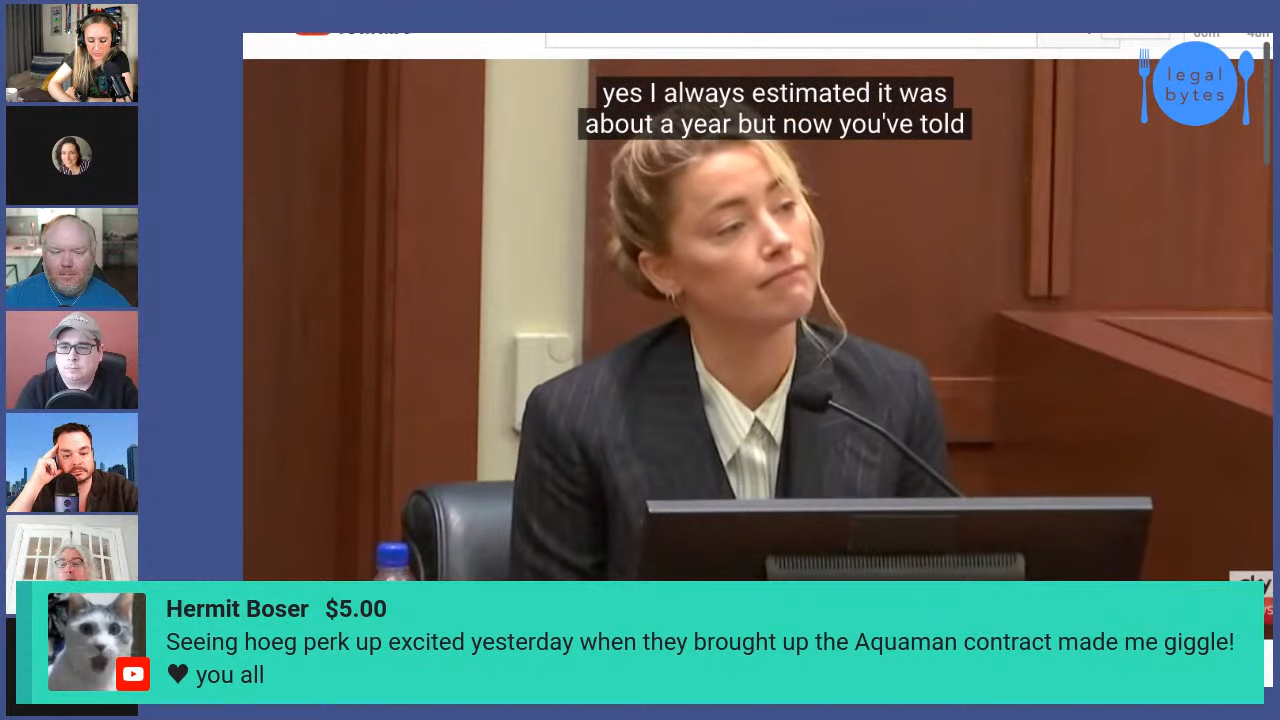 yes I always estimated it was
about a year but now you've told
legal
bytes
sky
Hermit Boser $5.00
Seeing hoeg perk up excited yesterday when they brought up the Aquaman contract made me giggle!
♥ you all